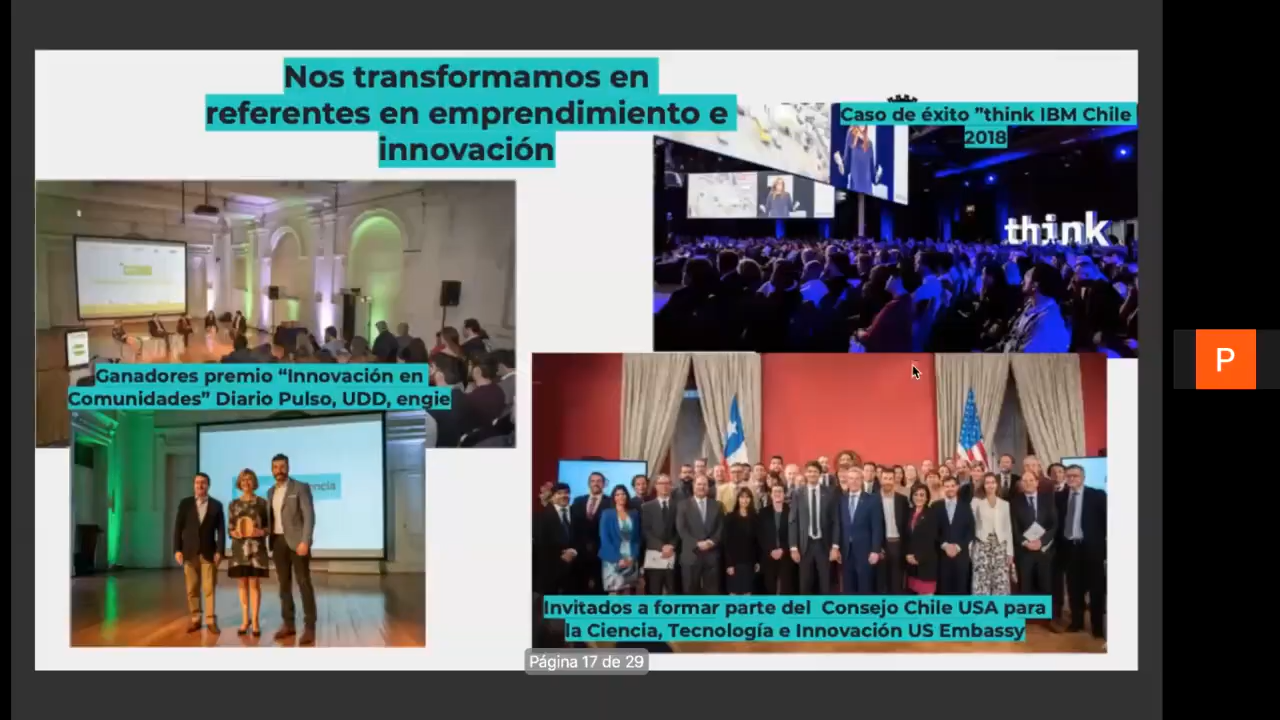 Nos transformamos en
referentes en emprendimiento e
innovación
Caso de éxito ”think IBM Chile
2018
think
Ganadores premio “Innovación en
Comunidades” Diario Pulso, UDD, engie
encia
Invitados a formar parte del Consejo Chile USA para
la Ciencia, Tecnología e Innovación US Embassy
Página 17 de 29
P